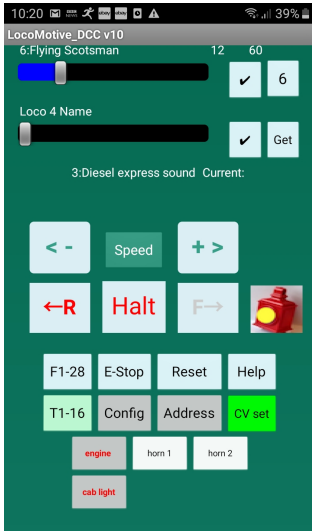 10:20 39%
LocoMotive_DCC v10
6:Flying Scotsman 12 60
6
Loco 4 Name
Get
3:Diesel express sound Current:
< - Speed + >
←R Halt F→
F1-28 E-Stop Reset Help
T1-16 Config Address CV set
engine horn 1 horn 2
cab light